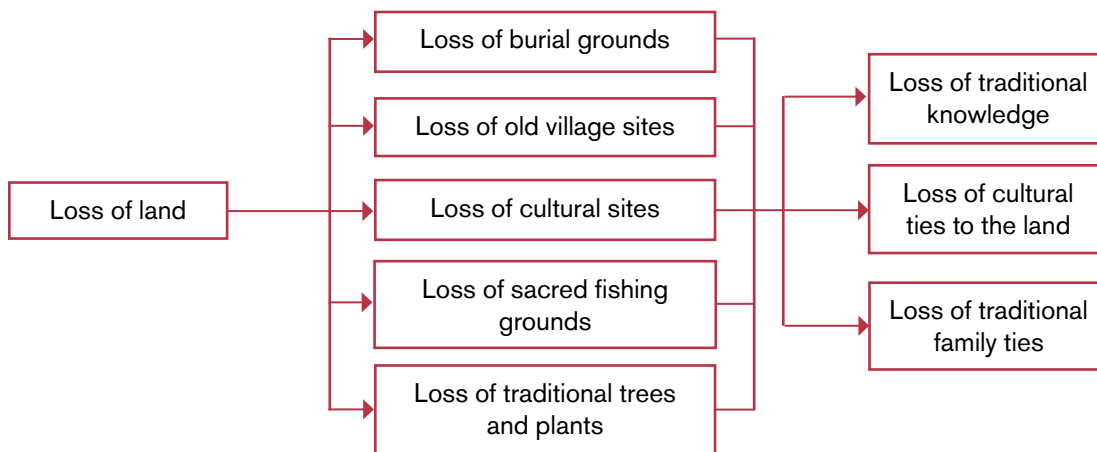 Loss of land
Loss of burial grounds
Loss of old village sites
Loss of cultural sites
Loss of sacred fishing
grounds
Loss of traditional trees
and plants
Loss of traditional
knowledge
Loss of cultural
ties to the land
Loss of traditional
family ties